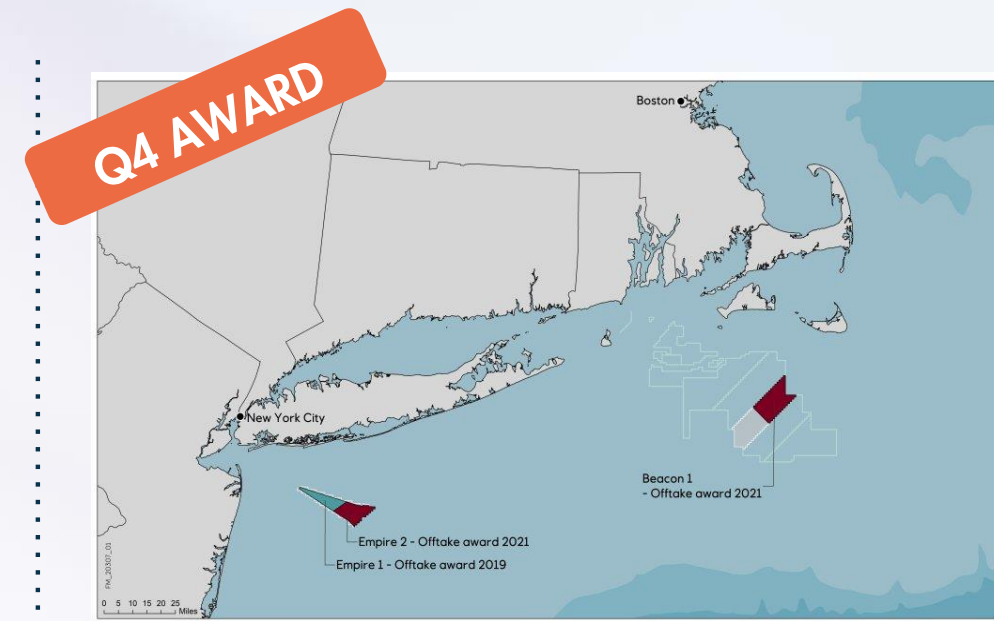 Q4 AWARD
Boston
New York City
Beacon 1
- Offtake award 2021
Empire 2 - Offtake award 2021
Empire 1 - Offtake award 2019
FM_20307_01
0 5 10 15 20 25
Miles